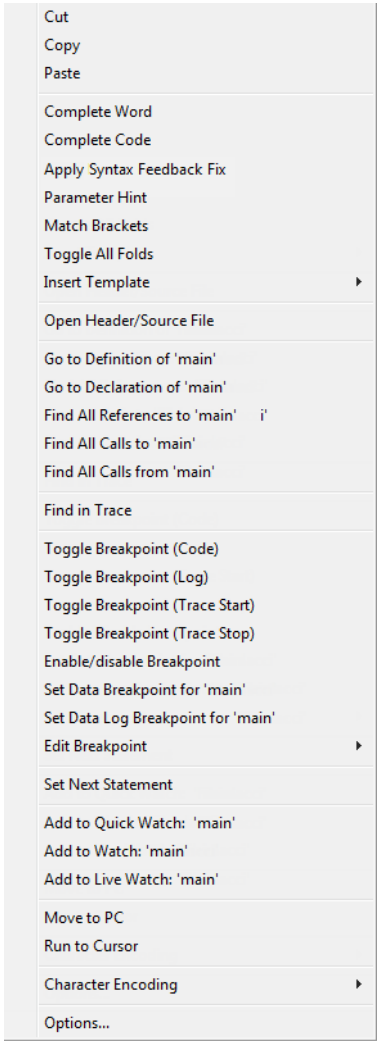 Cut
Copy
Paste
Complete Word
Complete Code
Apply Syntax Feedback Fix
Parameter Hint
Match Brackets
Toggle All Folds
Insert Template
Open Header/Source File
Go to Definition of 'main'
Go to Declaration of 'main'
Find All References to 'main' i'
Find All Calls to 'main'
Find All Calls from 'main'
Find in Trace
Toggle Breakpoint (Code)
Toggle Breakpoint (Log)
Toggle Breakpoint (Trace Start)
Toggle Breakpoint (Trace Stop)
Enable/disable Breakpoint
Set Data Breakpoint for 'main'
Set Data Log Breakpoint for 'main'
Edit Breakpoint
Set Next Statement
Add to Quick Watch: 'main'
Add to Watch: 'main'
Add to Live Watch: 'main'
Move to PC
Run to Cursor
Character Encoding
Options...